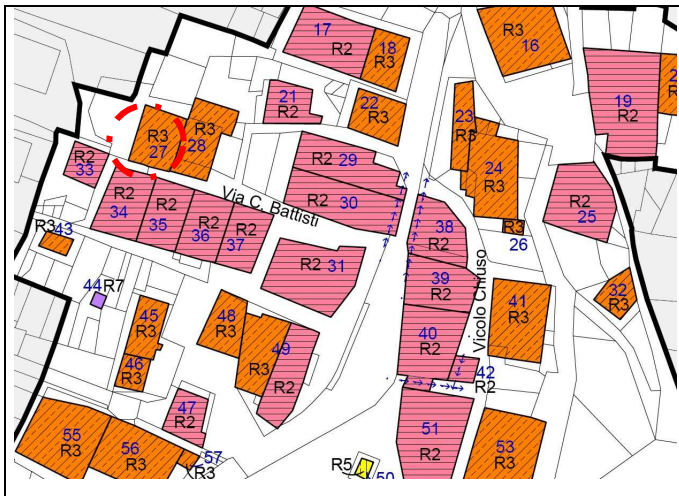 17
R2
18
R3
R3
16
19
R2
21
R2
22
R3
23
R3
R3
27
R3
28
R2
33
29
R2
24
R3
R2
34
R2
35
R2
36
R2
37
Via C. Battisti
R2
30
38
R2
R3
26
R2
25
R3
43
R2
31
39
R2
Vicolo Chiuso
41
R3
32
R3
44
R7
45
R3
48
R3
R3
49
R2
40
R2
42
R2
46
R3
47
R2
51
R2
53
R3
55
R3
56
R3
57
R3
R5
50